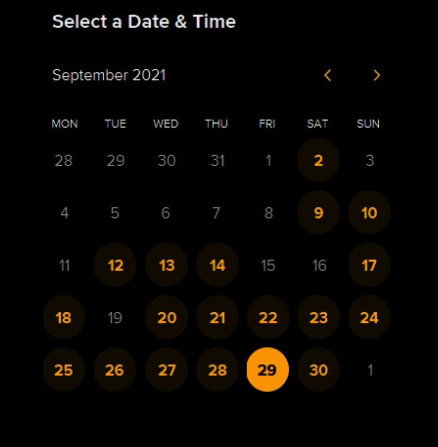 Select a Date & Time
September 2021
MON TUE WED THU FRI SAT SUN
28 29 30 31 1 2 3
4 5 6 7 8 9 10
11 12 13 14 15 16 17
18 19 20 21 22 23 24
25 26 27 28 29 30 1